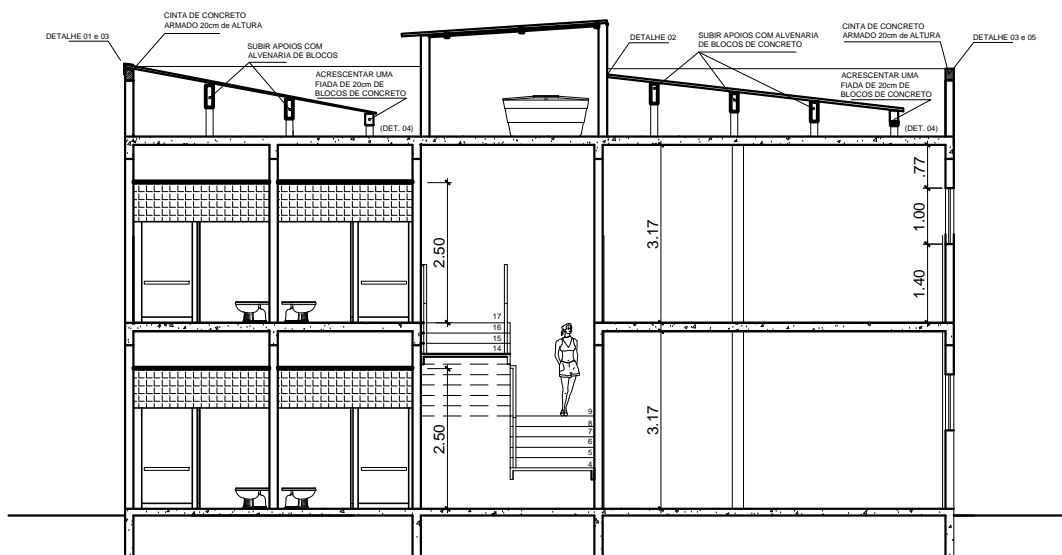 CINTA DE CONCRETO
ARMADO 20cm de ALTURA
DETALHE 01 e 03
SUBIR APOIOS COM
ALVENARIA DE BLOCOS
ACRESCENTAR UMA
FIADA DE 20cm DE
BLOCOS DE CONCRETO
(DET. 04)
DETALHE 02
SUBIR APOIOS COM ALVENARIA
DE BLOCOS DE CONCRETO
CINTA DE CONCRETO
ARMADO 20cm de ALTURA
DETALHE 03 e 05
ACRESCENTAR UMA
FIADA DE 20cm DE
BLOCOS DE CONCRETO
(DET. 04)
2.50
3.17
.77
1.00
1.40
17
16
15
14
2.50
9
8
7
6
5
4
3.17